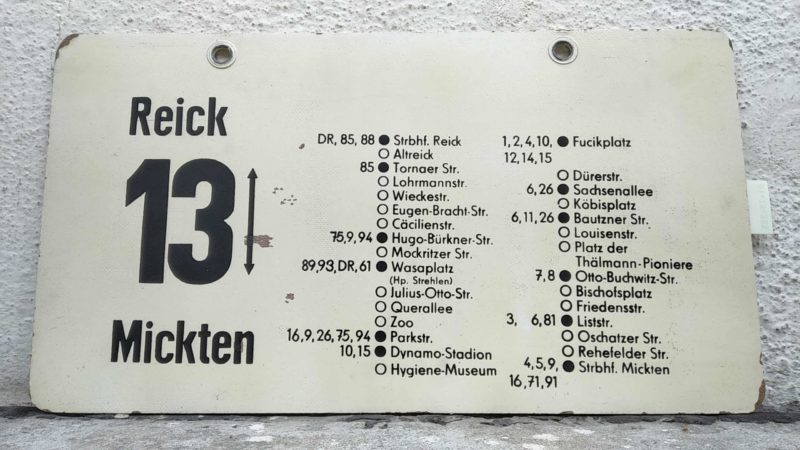 Reick
13
Mickten
DR, 85, 88 Strbhf. Reick
Altreick
85 Tornaer Str.
Lohrmannstr.
Wieckestr.
Eugen-Bracht-Str.
Cäcilienstr.
75,9,94 Hugo-Bürkner-Str.
Mockritzer Str.
89,93,DR,61 Wasaplatz
(Hp. Strehlen)
Julius-Otto-Str.
Querallee
Zoo
16,9,26,75,94 Parkstr.
10,15 Dynamo-Stadion
Hygiene-Museum
1,2,4,10, Fucikplatz
12,14,15
Dürerstr.
6,26 Sachsenallee
Köbisplatz
6,11,26 Bautzner Str.
Louisenstr.
Platz der
Thälmann-Pioniere
7,8 Otto-Buchwitz-Str.
Bischofsplatz
Friedensstr.
3, 6,81 Liststr.
Oschatzer Str.
Rehefelder Str.
4,5,9, Strbhf. Mickten
16,71,91